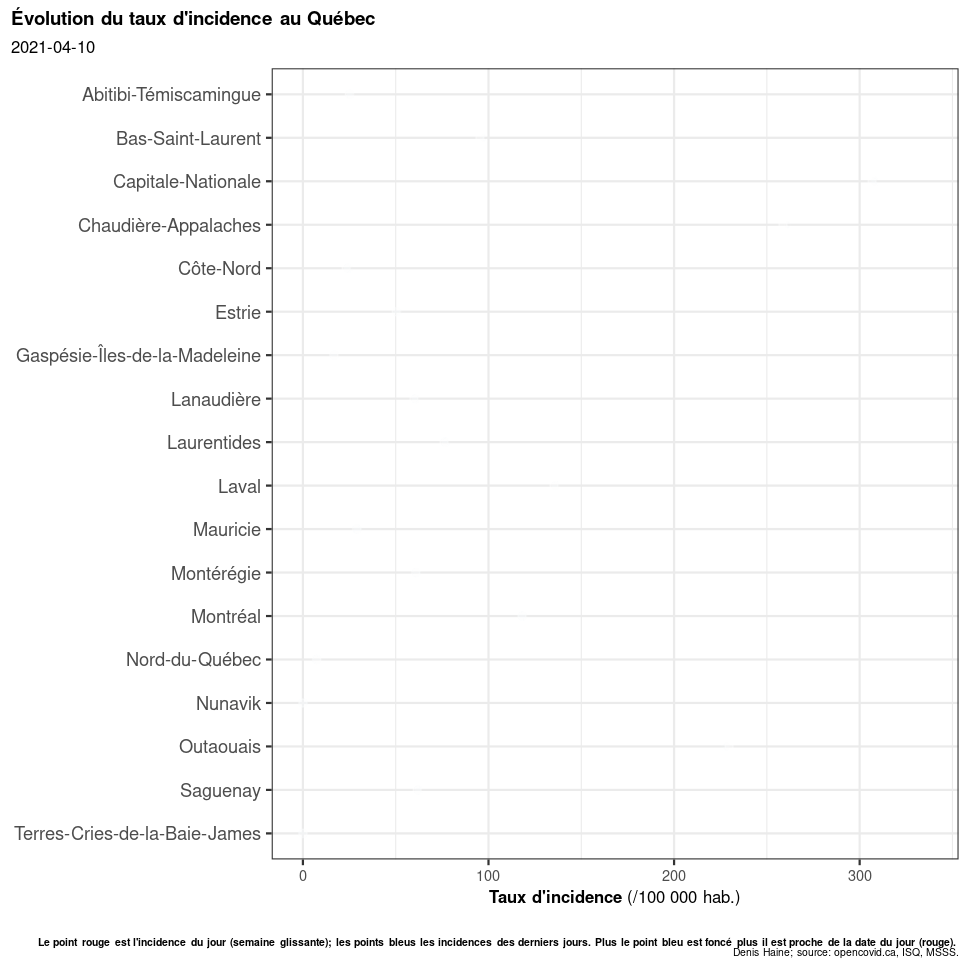 Évolution du taux d'incidence au Québec
2021-04-10
Abitibi-Témiscamingue
Bas-Saint-Laurent
Capitale-Nationale
Chaudière-Appalaches
Côte-Nord
Estrie
Gaspésie-Îles-de-la-Madeleine
Lanaudière
Laurentides
Laval
Mauricie
Montérégie
Montréal
Nord-du-Québec
Nunavik
Outaouais
Saguenay
Terres-Cries-de-la-Baie-James
0 100 200 300
Taux d'incidence (/100 000 hab.)
Le point rouge est l'incidence du jour (semaine glissante); les points bleus les incidences des derniers jours. Plus le point bleu est foncé plus il est proche de la date du jour (rouge).
Denis Haine; source: opencovid.ca, ISQ, MSSS.